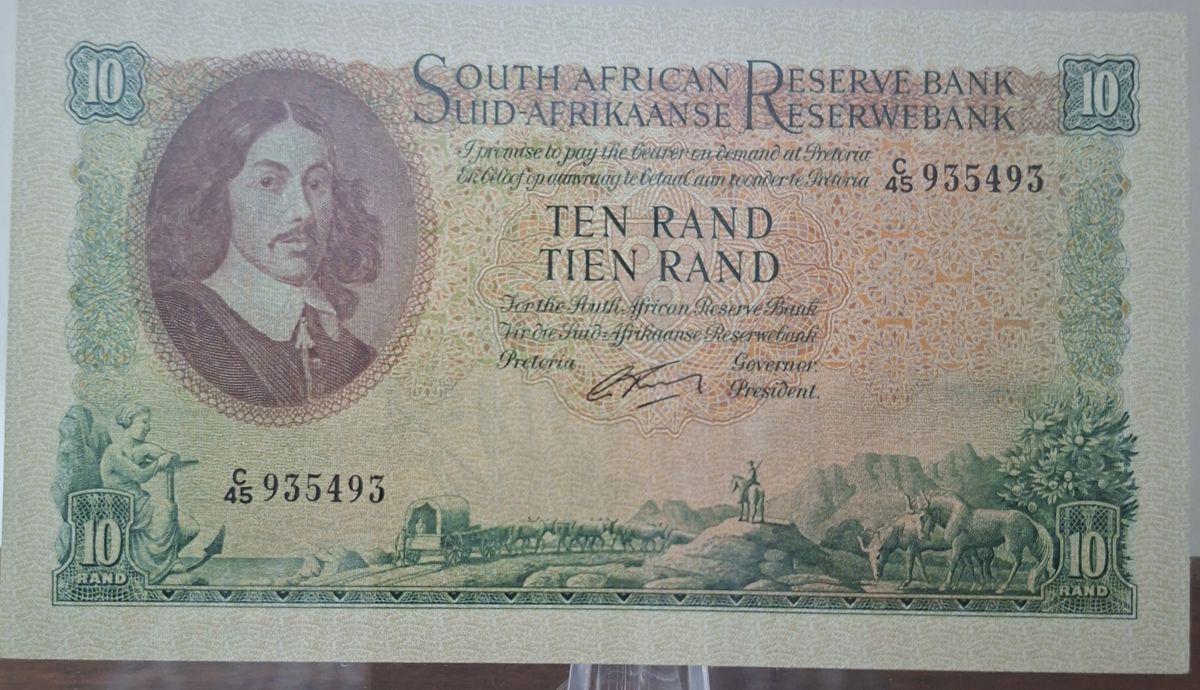 10
SOUTH AFRICAN RESERVE BANK
SUID-AFRIKAANSE RESERWEBANK
10
I promise to pay the bearer on demand at Pretoria
Ek beloof op aanvraag te betaal aan toonder te Pretoria
C/45 935493
TEN RAND
TIEN RAND
For the South African Reserve Bank
Vir die Suid-Afrikaanse Reserwebank
Pretoria
Governor.
President.
C/45 935493
10
RAND
10
RAND